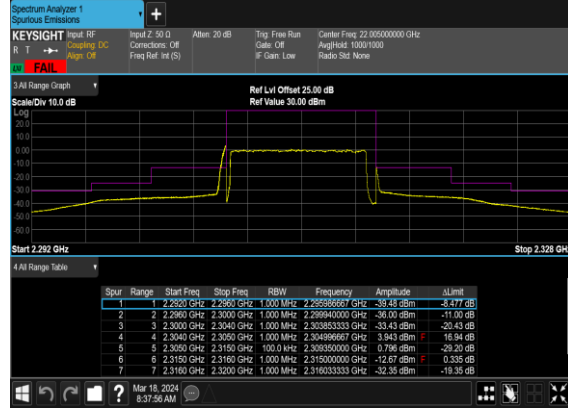 Spectrum Analyzer 1
Spurious Emissions
+
KEYSIGHT Input: RF Input Z: 50 Ω Atten: 20 dB Trig: Free Run Center Freq: 22.005000000 GHz
R T Coupling: DC Corrections: Off Gate: Off Avg|Hold: 1000/1000
Align: Off Freq Ref: Int (S) IF Gain: Low Radio Std: None
FAIL
3 All Range Graph
Ref Lvl Offset 25.00 dB
Scale/Div 10.0 dB Ref Value 30.00 dBm
Log
20.0
10.0
0.00
-10.0
-20.0
-30.0
-40.0
-50.0
-60.0
Start 2.292 GHz Stop 2.328 GHz
4 All Range Table
Spur Range Start Freq Stop Freq RBW Frequency Amplitude ΔLimit
1 1 2.2920 GHz 2.2960 GHz 1.000 MHz 2.295986667 GHz -39.48 dBm -8.477 dB
2 2 2.2960 GHz 2.3000 GHz 1.000 MHz 2.299940000 GHz -36.00 dBm -11.00 dB
3 3 2.3000 GHz 2.3040 GHz 1.000 MHz 2.303853333 GHz -33.43 dBm -20.43 dB
4 4 2.3040 GHz 2.3050 GHz 1.000 MHz 2.304996667 GHz 3.943 dBm F 16.94 dB
5 5 2.3050 GHz 2.3150 GHz 100.0 kHz 2.309350000 GHz 0.796 dBm -29.20 dB
6 6 2.3150 GHz 2.3160 GHz 1.000 MHz 2.315000000 GHz -12.67 dBm F 0.335 dB
7 7 2.3160 GHz 2.3200 GHz 1.000 MHz 2.316033333 GHz -32.35 dBm -19.35 dB
? Mar 18, 2024
8:37:56 AM